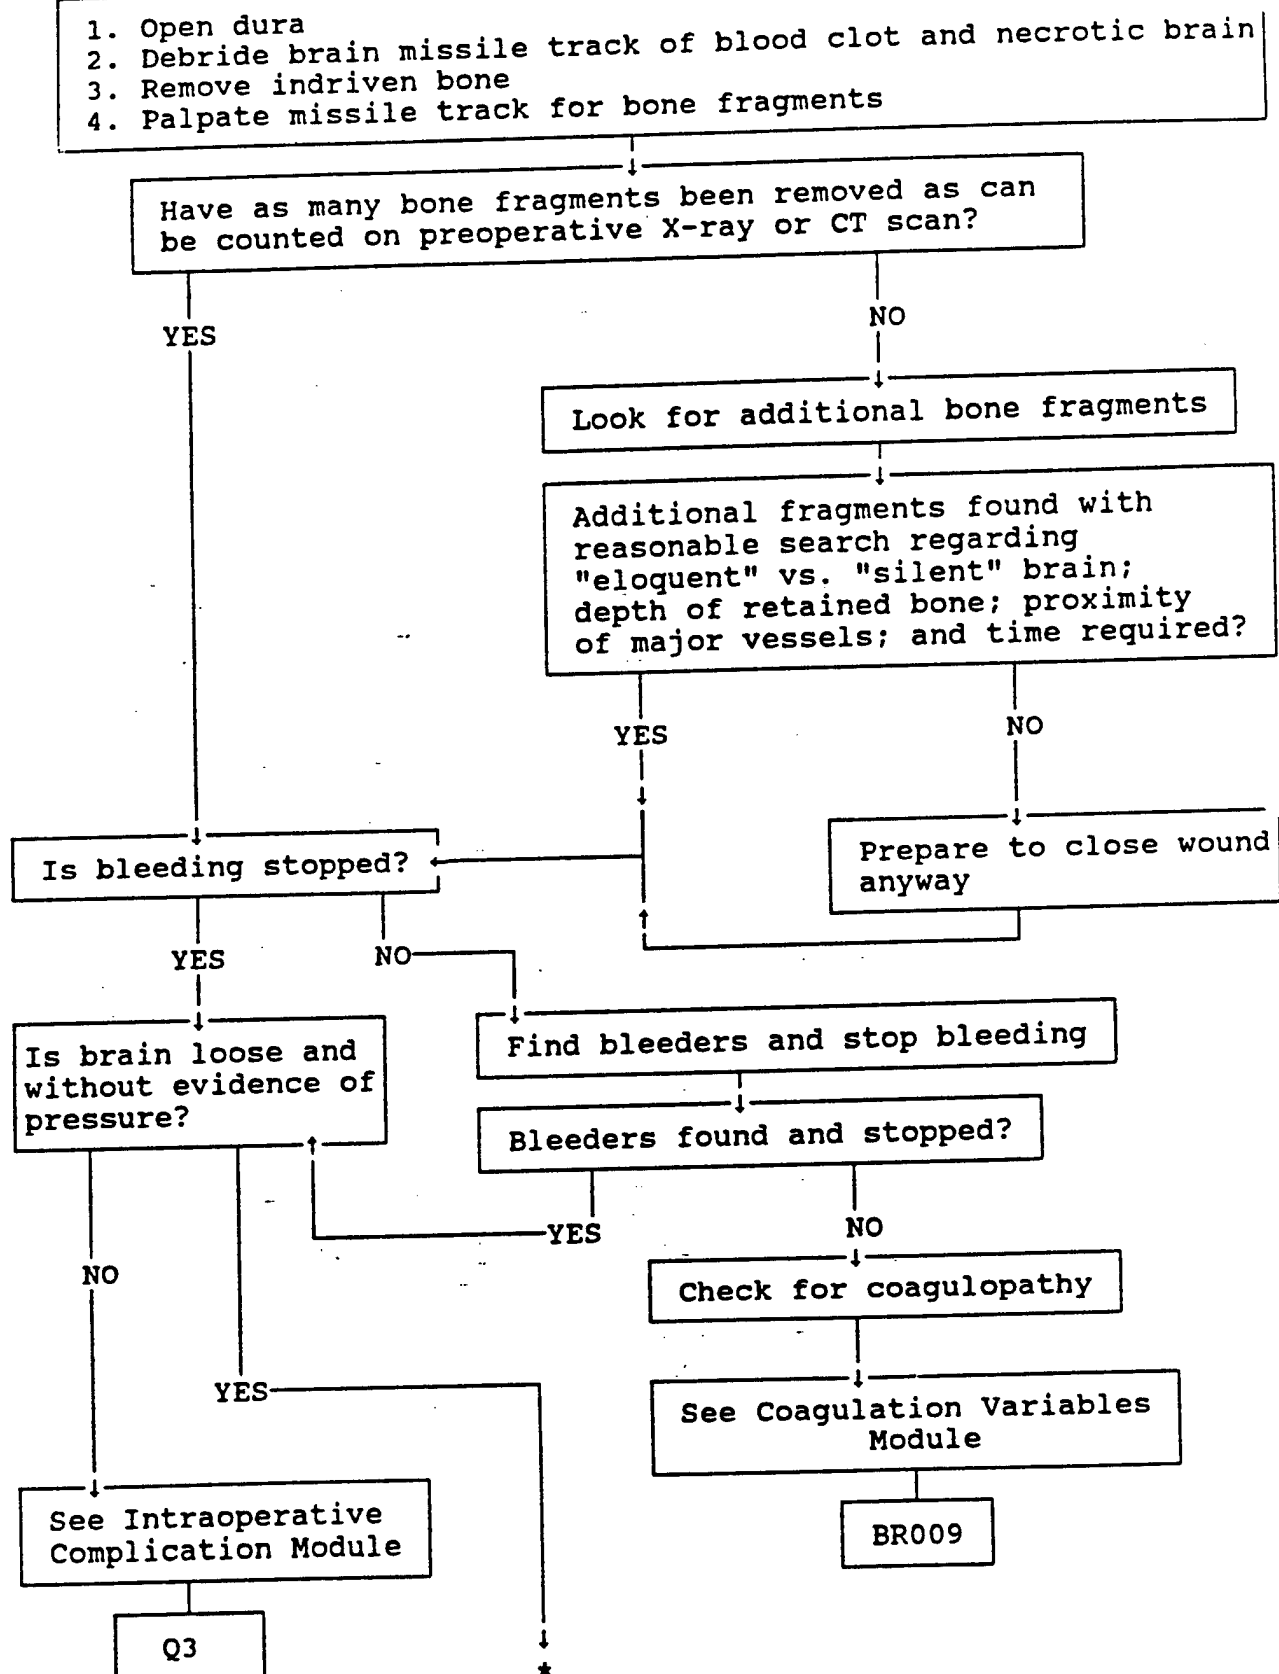 1. Open dura
2. Debride brain missile track of blood clot and necrotic brain
3. Remove indriven bone
4. Palpate missile track for bone fragments
Have as many bone fragments been removed as can
be counted on preoperative X-ray or CT scan?
YES
NO
Look for additional bone fragments
Additional fragments found with
reasonable search regarding
"eloquent" vs. "silent" brain;
depth of retained bone; proximity
of major vessels; and time required?
YES
NO
Prepare to close wound
anyway
Is bleeding stopped?
YES
NO
Find bleeders and stop bleeding
Is brain loose and
without evidence of
pressure?
Bleeders found and stopped?
YES
NO
NO
Check for coagulopathy
YES
See Coagulation Variables
Module
BR009
See Intraoperative
Complication Module
Q3
*